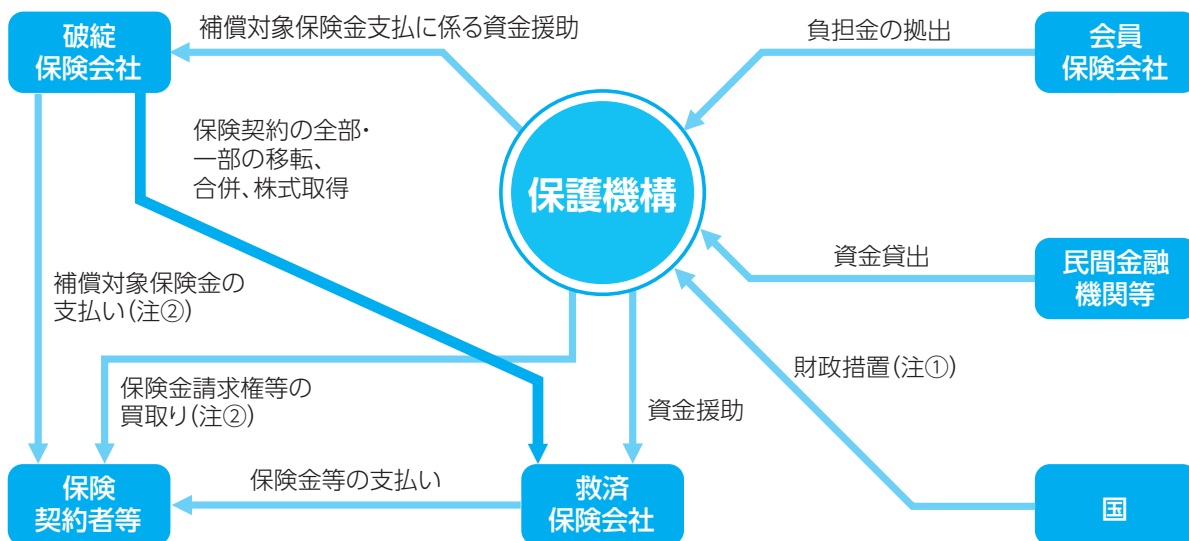 破綻
保険会社
補償対象保険金支払に係る資金援助
負担金の拠出
会員
保険会社
保険契約の全部・
一部の移転、
合併、株式取得
保護機構
資金貸出
民間金融
機関等
補償対象保険金の
支払い(注②)
財政措置(注①)
保険金請求権等の
買取り(注②)
資金援助
保険
契約者等
保険金等の支払い
救済
保険会社
国